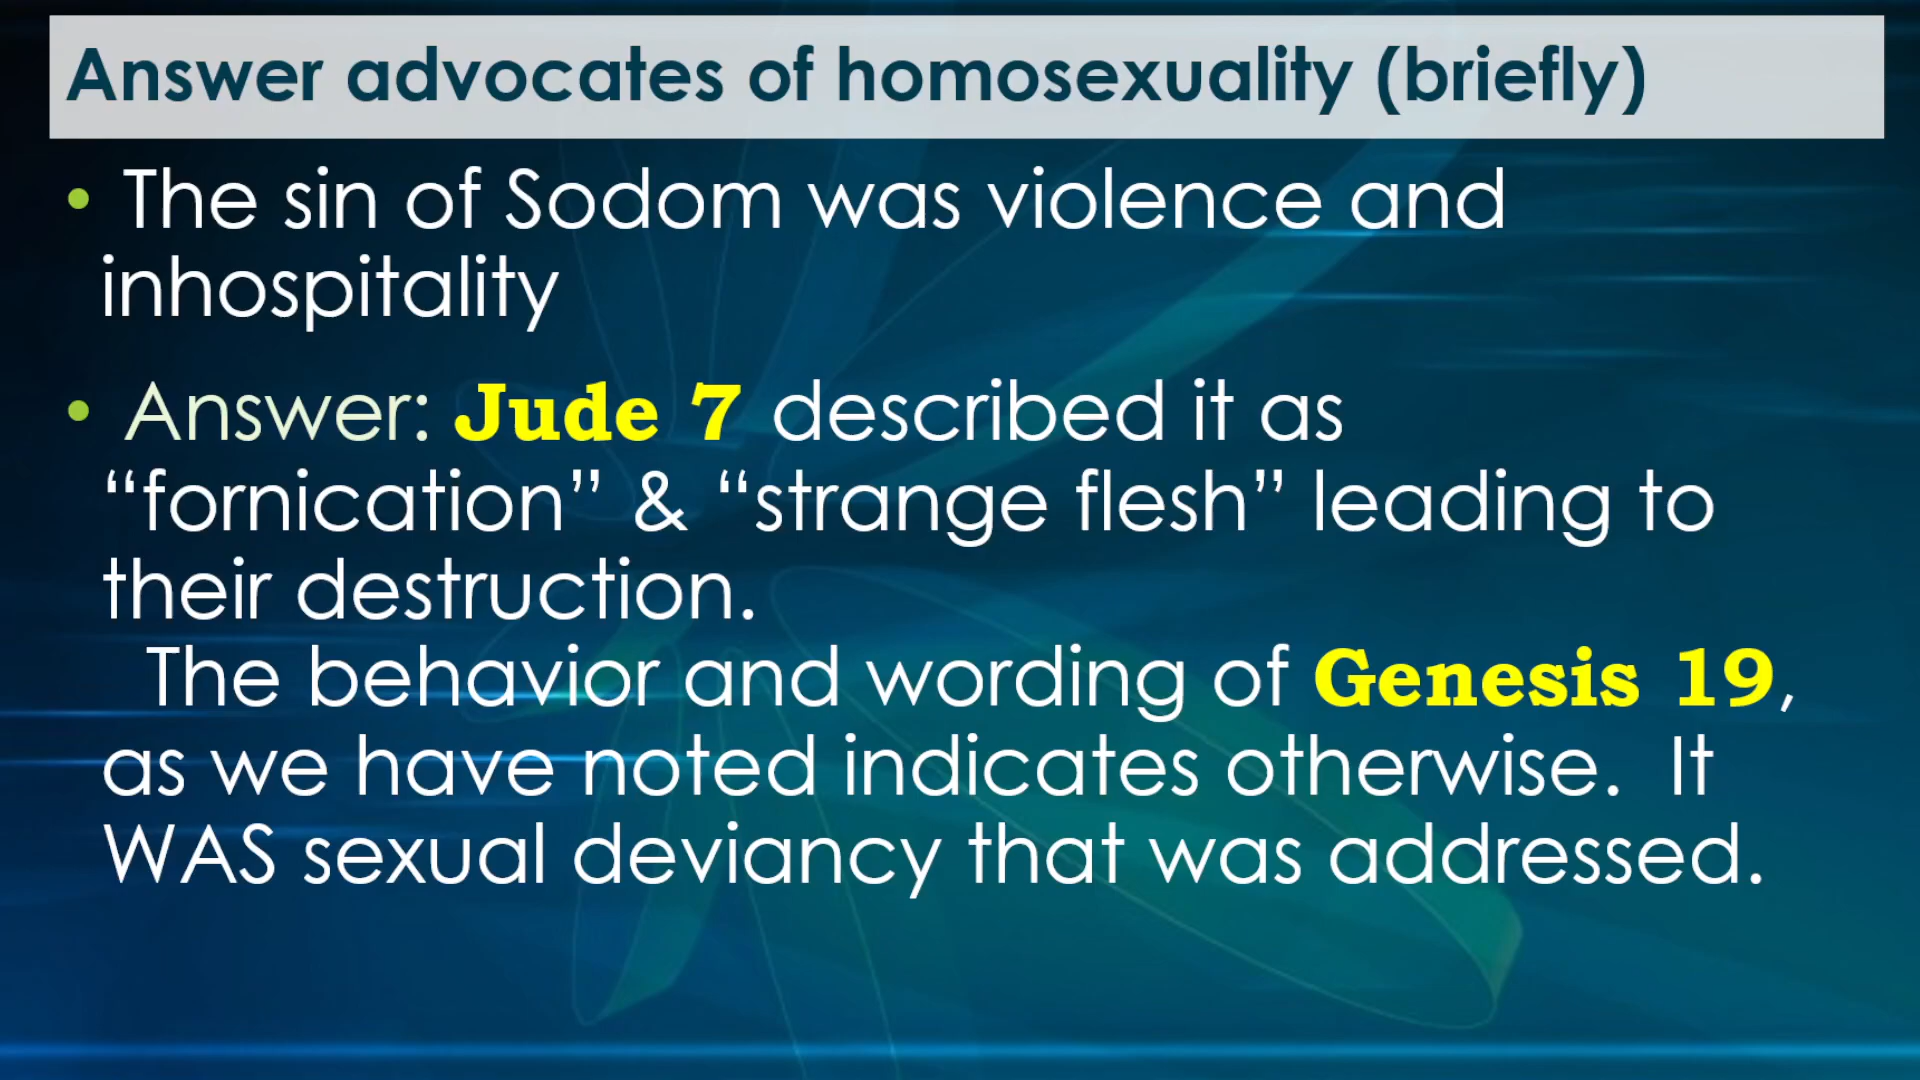 Answer advocates of homosexuality (briefly)
• The sin of Sodom was violence and
inhospitality
• Answer: Jude 7 described it as
“fornication” & “strange flesh” leading to
their destruction.
The behavior and wording of Genesis 19,
as we have noted indicates otherwise.  It
WAS sexual deviancy that was addressed.